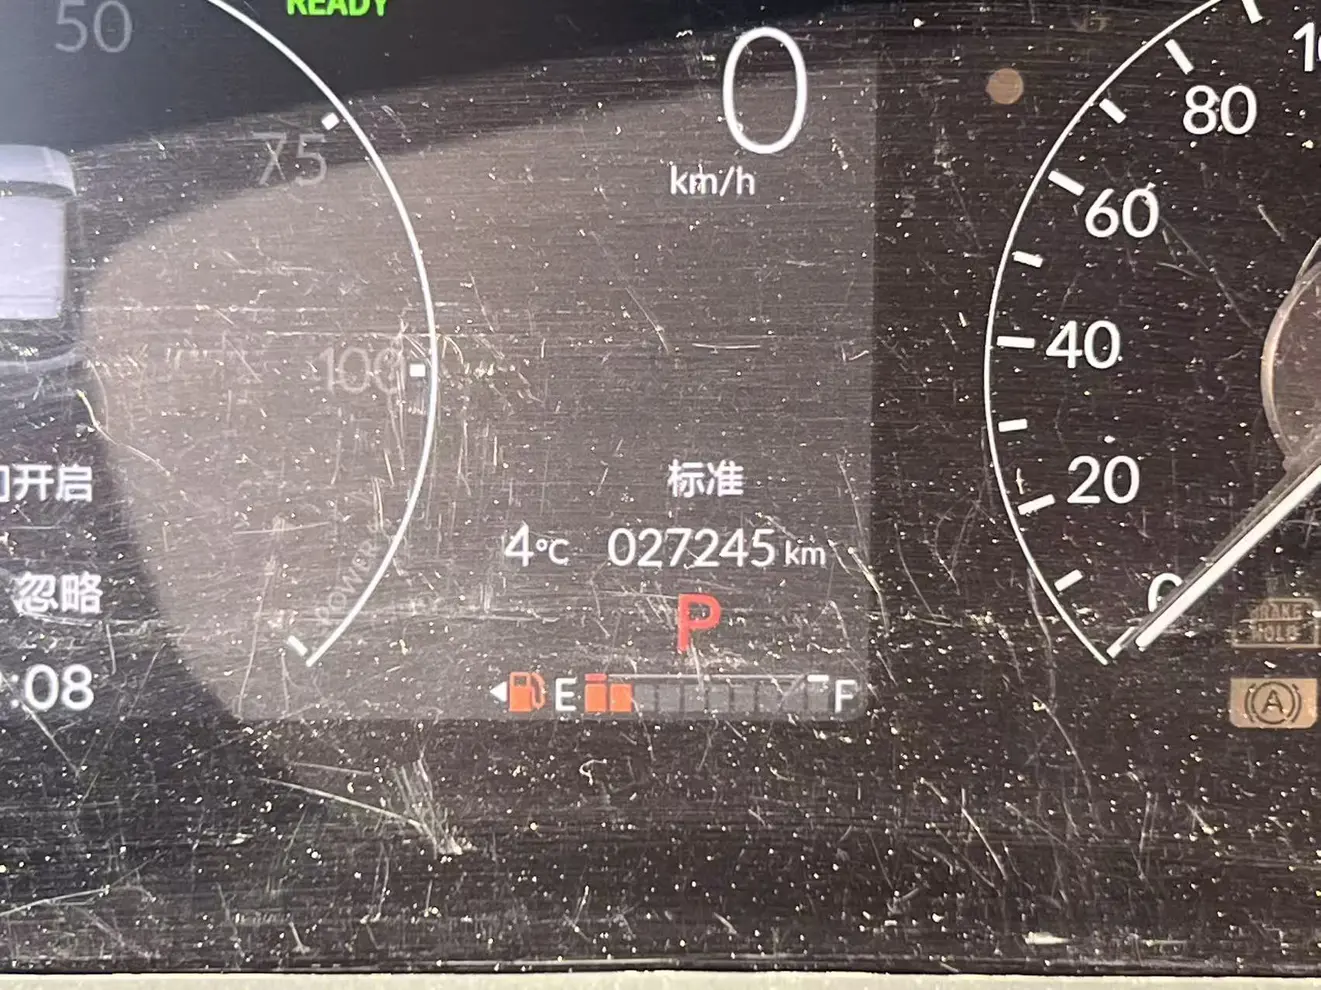 READY
50
0
km/h
75
100
POWER
标准
4°C 027245 km
P
E F
开启
忽略
:08
80
60
40
20
0
BRAKE
HOLD
A